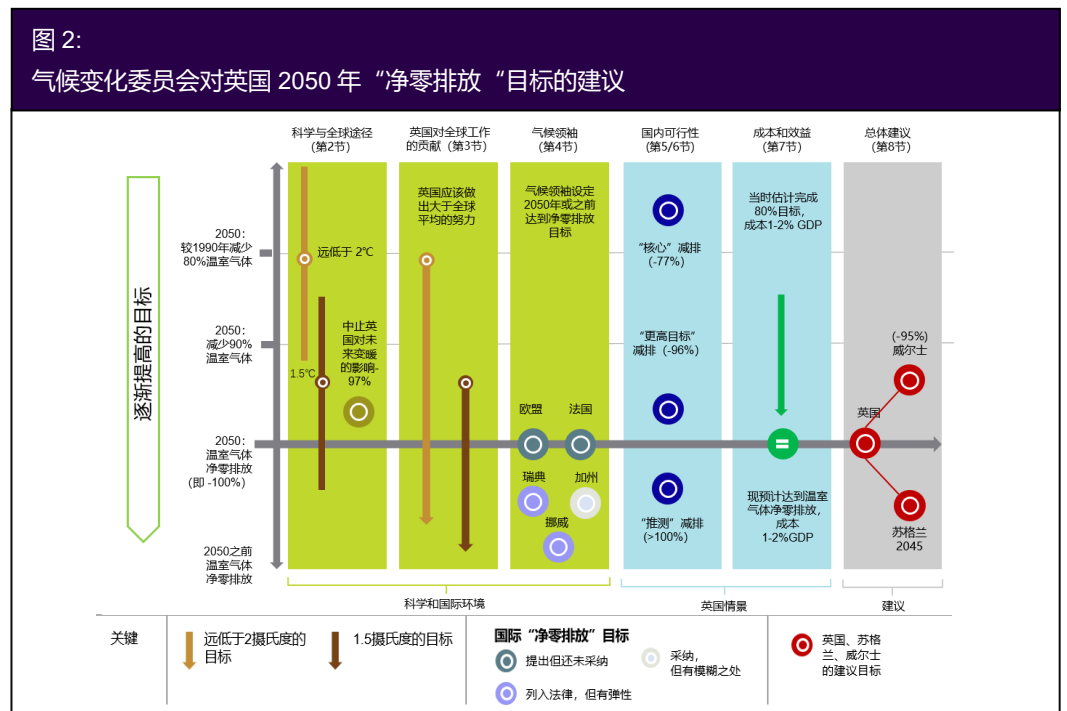 图 2:
气候变化委员会对英国 2050 年“净零排放“目标的建议
科学与全球途径
(第2节)
英国对全球工作
的贡献（第3节)
气候领袖
(第4节)
国内可行性
(第5/6节)
成本和效益
(第7节)
总体建议
(第8节)
逐渐提高的目标
2050：
较1990年减少
80%温室气体
2050：
减少90%
温室气体
2050：
温室气体
净零排放
(即 -100%)
2050之前
温室气体
净零排放
远低于 2℃
1.5℃
中止英
国对未
来变暖
的影响-
97%
英国应该做
出大于全球
平均的努力
气候领袖设定
2050年或之前
达到净零排放
目标
欧盟
法国
瑞典
加州
挪威
“核心”减排
(-77%)
“更高目标”
减排（-96%)
“推测”减排
(>100%)
当时估计完成
80%目标，
成本1-2% GDP
=
现预计达到温室
气体净零排放，
成本
1-2%GDP
(-95%)
威尔士
英国
苏格兰
2045
科学和国际环境
英国情景
建议
关键
远低于2摄氏度的
目标
1.5摄氏度的目标
国际“净零排放”目标
提出但还未采纳
采纳，
但有模糊之处
列入法律，但有弹性
英国、苏格
兰、威尔士
的建议目标